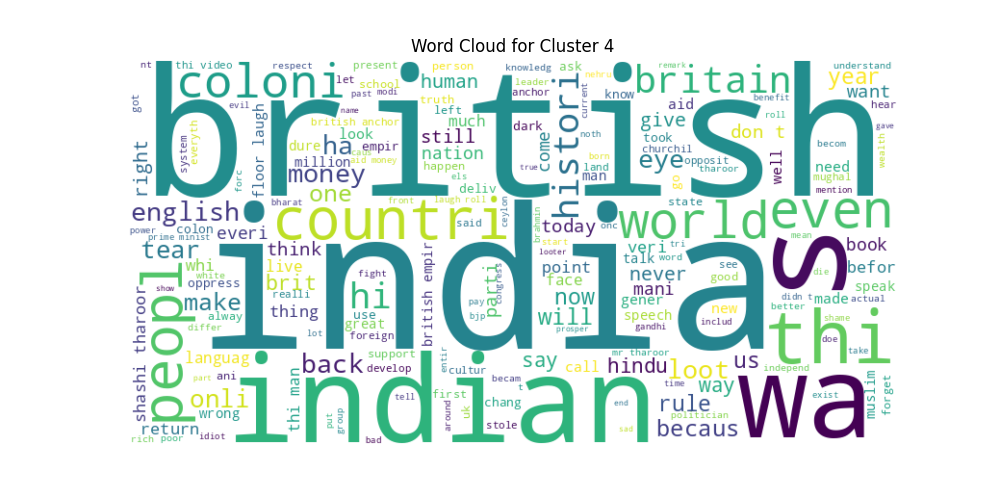 Word Cloud for Cluster 4
nt thi video respect present person knowledg ask remark understand
coloni let school human leader nehru britain year
got evil past modi truth anchor histori current know aid benefit want
british name british anchor left much dark come give roll hear
system everyth floor laugh ha look empir still noth took don t gave
right forc dure caus aid money nation happen true born eye churchil opposit becom well need wealth
million money els land man tharoor go mughal
one deliv state mention
bharat front laugh roll ceylon brahmin onc
english countri said today world even
power colon everi
prime minist mean
tear think start veri tri s book
india looter talk word see
whi live british empir parti congress point never good die befor
white brit fight face mani
oppress realli hi now gener new didn t made speak
show make thing use pay will speech better actual
peopl alway great bjp gandhi includ thi shame
differ lot foreign prosper doe
shashi tharoor languag back support entir say mr tharoor us independ take
part ani develop cultur call hindu loot
onli indian becam t time way wa exist muslim
wrong thi man tell first chang rule forget
return put group around uk stole end politician
rich poor idiot bad sad becaus